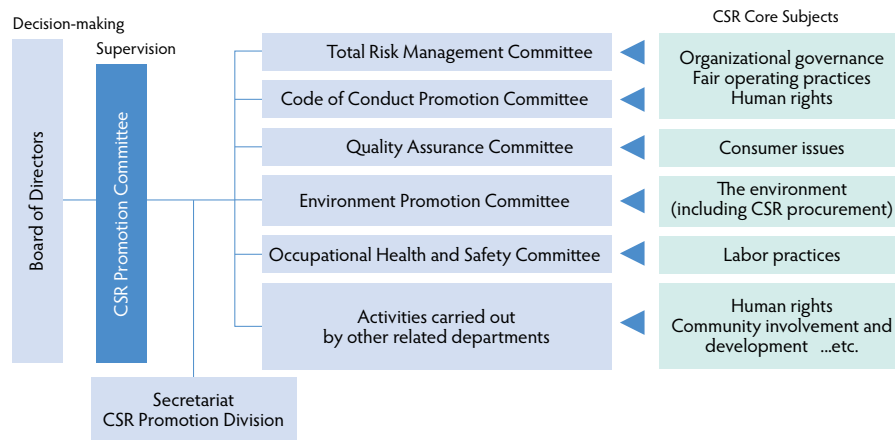 Decision-making
Supervision
Board of Directors
CSR Promotion Committee
Total Risk Management Committee
Code of Conduct Promotion Committee
Quality Assurance Committee
Environment Promotion Committee
Occupational Health and Safety Committee
Activities carried out
by other related departments
Secretariat
CSR Promotion Division
CSR Core Subjects
Organizational governance
Fair operating practices
Human rights
Consumer issues
The environment
(including CSR procurement)
Labor practices
Human rights
Community involvement and
development ...etc.